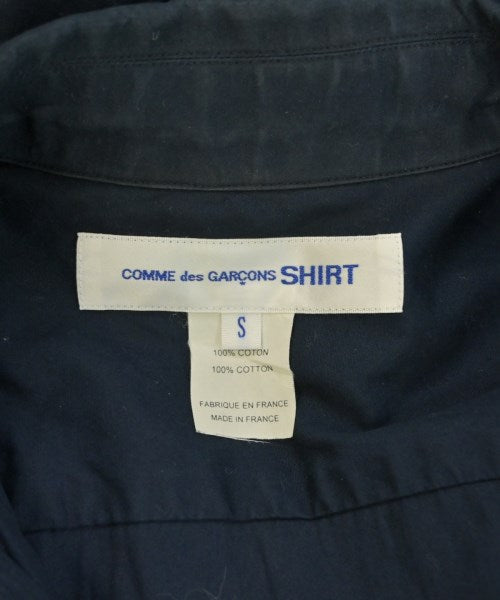 COMME des GARÇONS SHIRT
S
100% COTON
100% COTTON
FABRIQUE EN FRANCE
MADE IN FRANCE